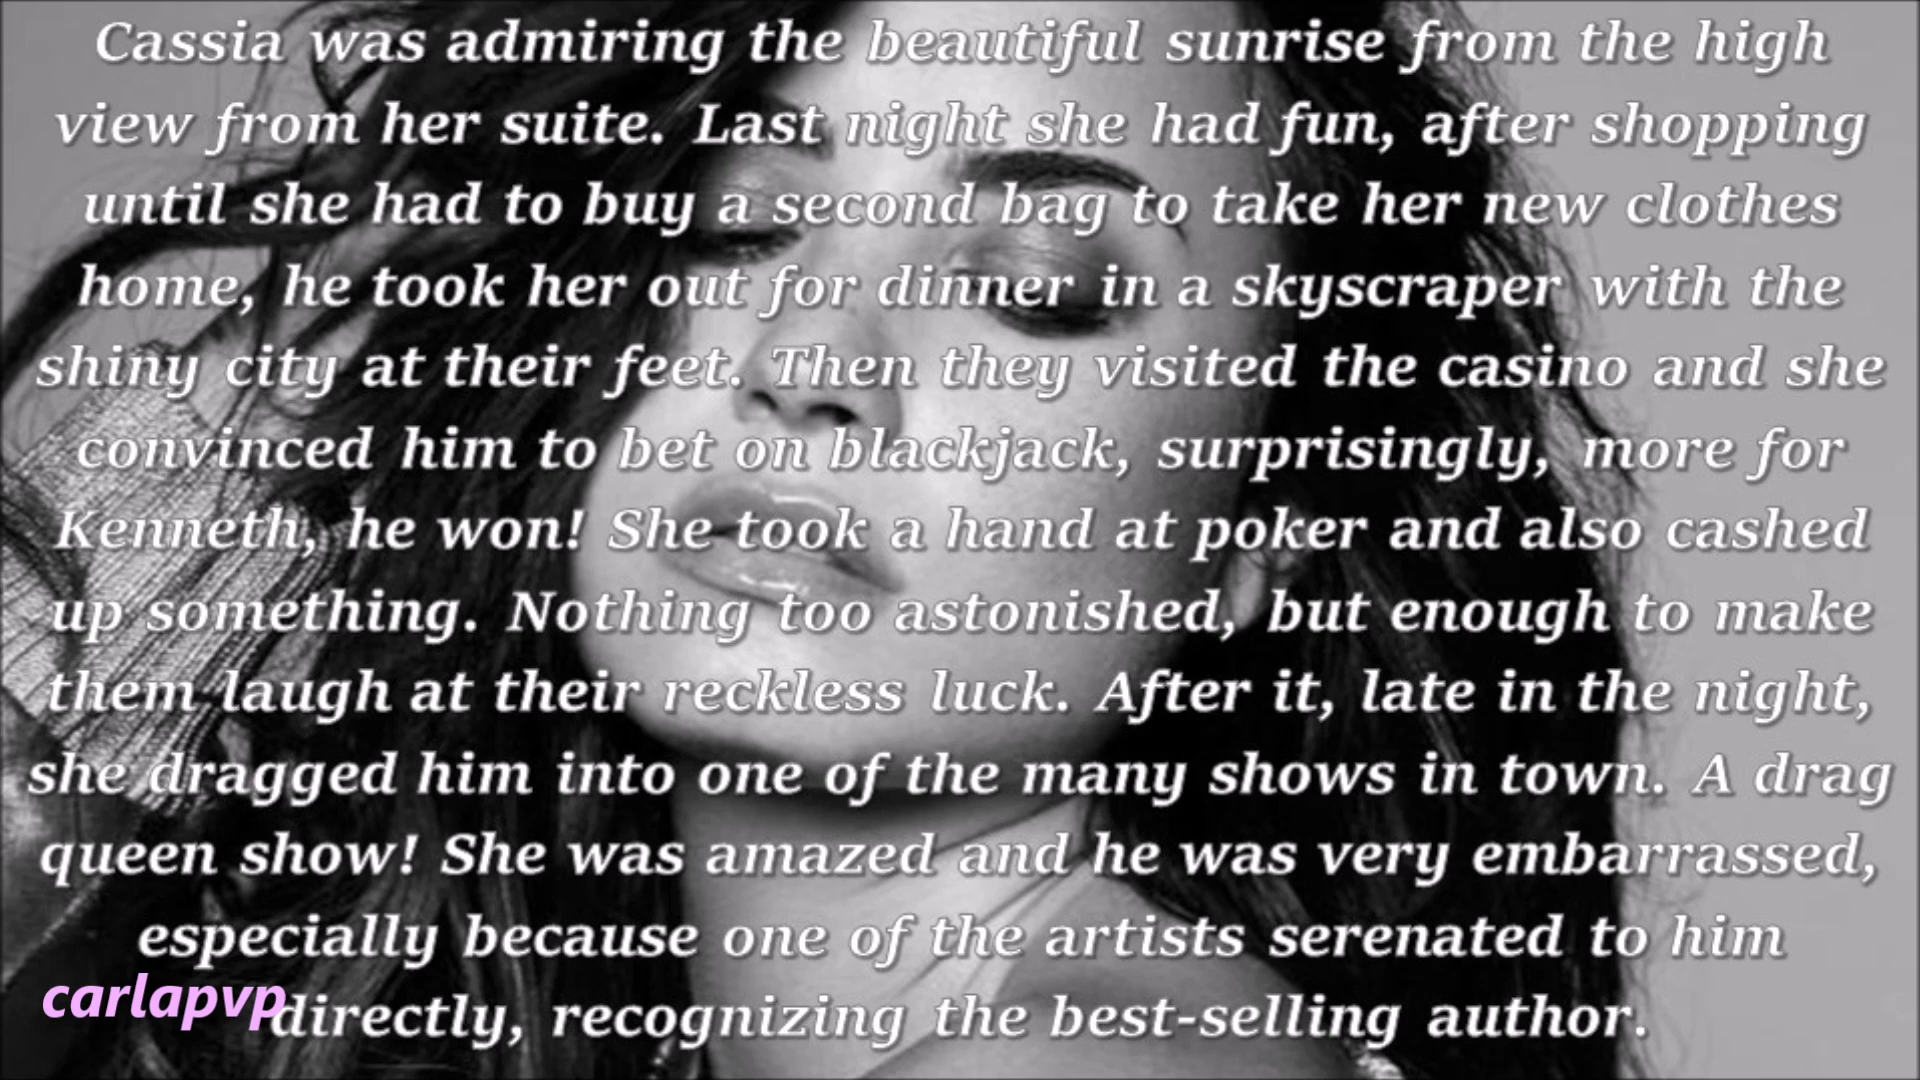 Cassia was admiring the beautiful sunrise from the high
view from her suite. Last night she had fun, after shopping
until she had to buy a second bag to take her new clothes
home, he took her out for dinner in a skyscraper with the
shiny city at their feet. Then they visited the casino and she
convinced him to bet on blackjack, surprisingly, more for
Kenneth, he won! She took a hand at poker and also cashed
up something. Nothing too astonished, but enough to make
them laugh at their reckless luck. After it, late in the night,
she dragged him into one of the many shows in town. A drag
queen show! She was amazed and he was very embarrassed,
especially because one of the artists serenated to him
directly, recognizing the best-selling author.
carlapvp